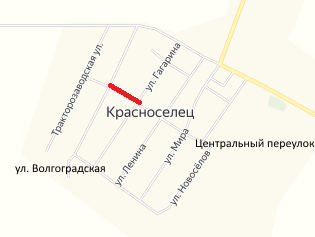 Тракторозаводская ул.
ул. Гагарина
Красноселец
Центральный переулок
ул. Волгоградская
ул. Ленина
ул. Мира
ул. Новосёлов